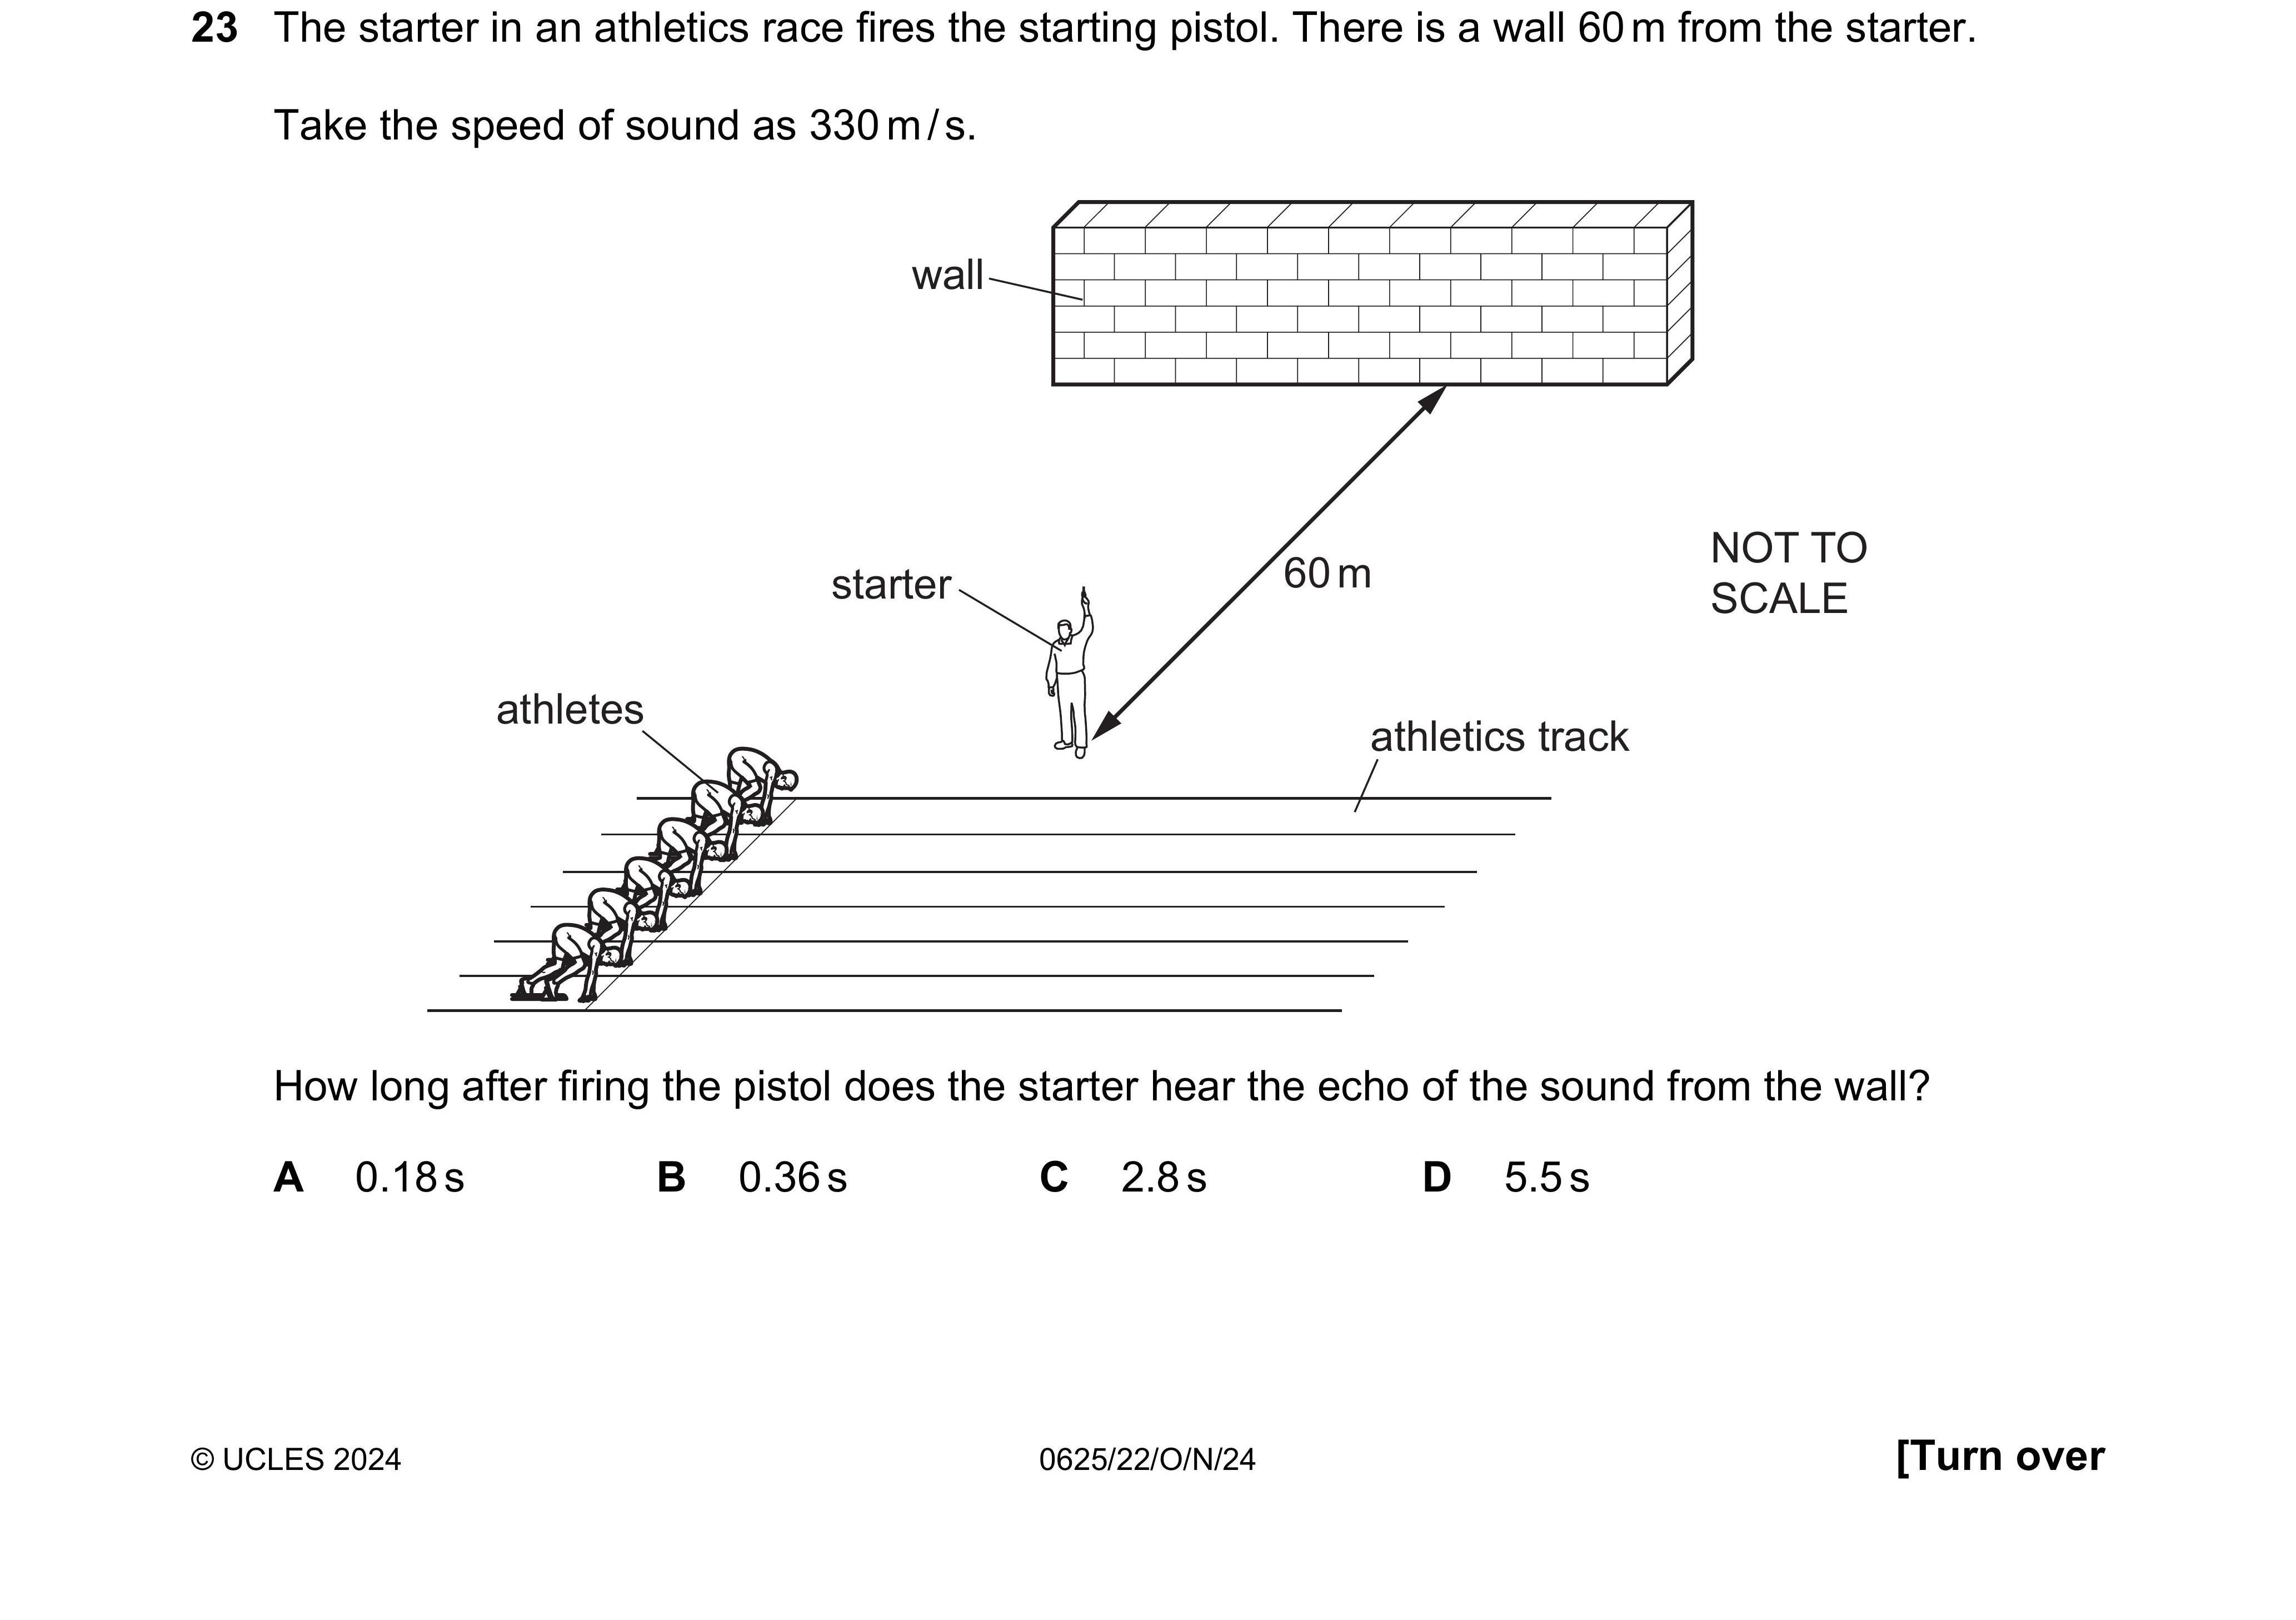 23 The starter in an athletics race fires the starting pistol. There is a wall 60 m from the starter.
Take the speed of sound as 330 m / s.
wall
starter
60 m
NOT TO
SCALE
athletes
athletics track
How long after firing the pistol does the starter hear the echo of the sound from the wall?
A 0.18 s B 0.36 s C 2.8 s D 5.5 s
© UCLES 2024 0625/22/O/N/24 [Turn over